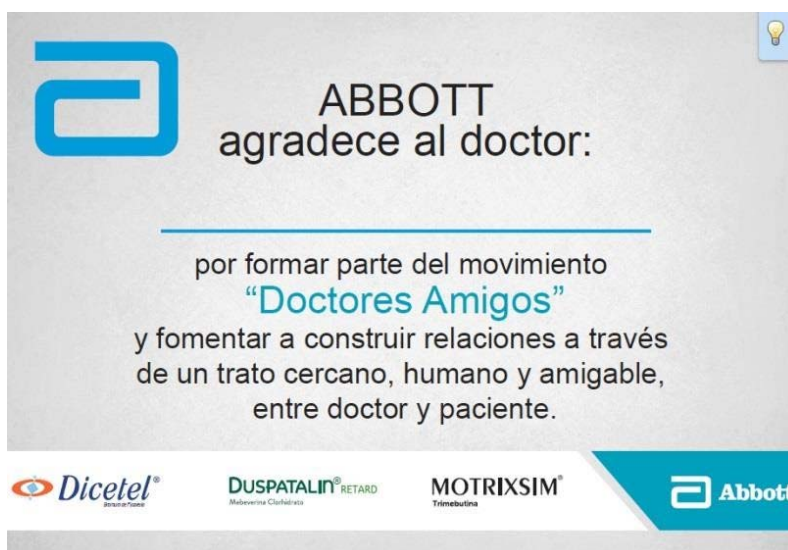 ABBOTT
agradece al doctor:
por formar parte del movimiento
“Doctores Amigos”
y fomentar a construir relaciones a través
de un trato cercano, humano y amigable,
entre doctor y paciente.
Dicetel® DUSPATALIN® RETARD MOTRIXSIM® Abbott
Mebeverina Clorhidrato Trimebutina